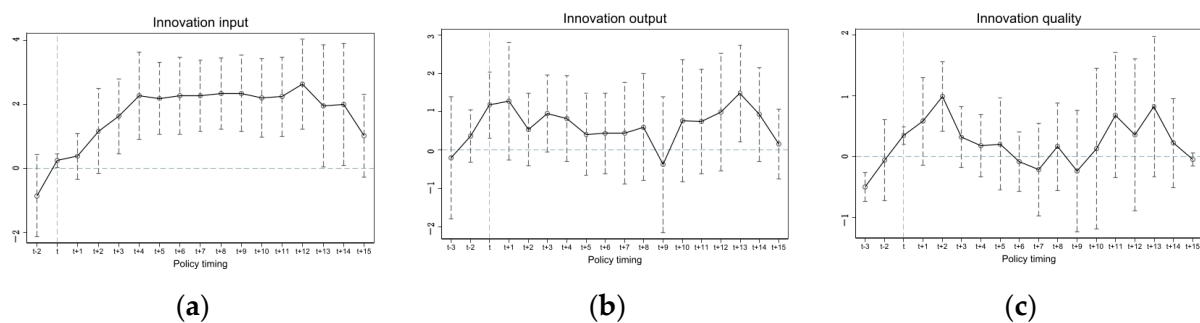 Innovation input
4
2
0
−2
t-2 t t+1 t+2 t+3 t+4 t+5 t+6 t+7 t+8 t+9 t+10 t+11 t+12 t+13 t+14 t+15
Policy timing
(a)
Innovation output
3
2
1
0
−1
−2
t-3 t-2 t t+1 t+2 t+3 t+4 t+5 t+6 t+7 t+8 t+9 t+10 t+11 t+12 t+13 t+14 t+15
Policy timing
(b)
Innovation quality
2
1
0
−1
t-3 t-2 t t+1 t+2 t+3 t+4 t+5 t+6 t+7 t+8 t+9 t+10 t+11 t+12 t+13 t+14 t+15
Policy timing
(c)